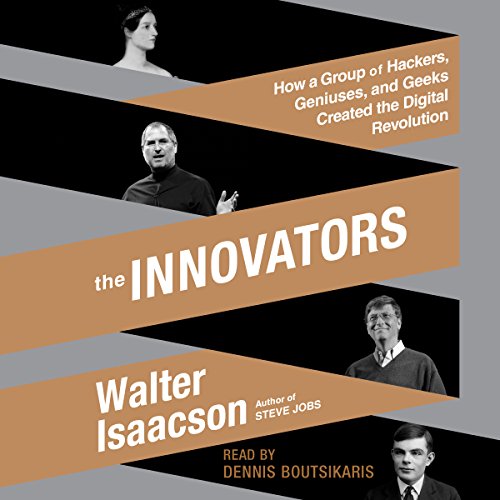 How a Group of Hackers,
Geniuses, and Geeks
Created the Digital
Revolution
the INNOVATORS
Walter
Isaacson
Author of
STEVE JOBS
READ BY
DENNIS BOUTSIKARIS